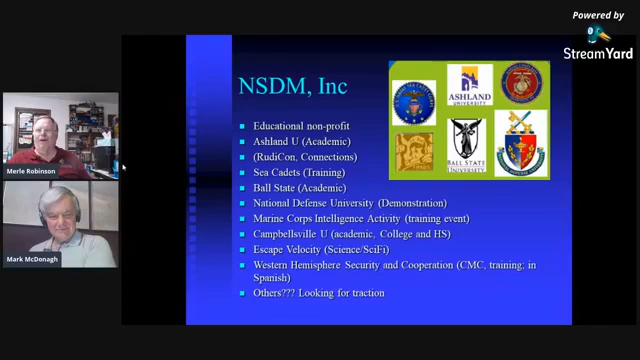 Powered by
StreamYard
NSDM, Inc
Educational non-profit
Ashland U (Academic)
(RudiCon, Connections)
Sea Cadets (Training)
Ball State (Academic)
National Defense University (Demonstration)
Marine Corps Intelligence Activity (training event)
Campbellsville U (academic, College and HS)
Escape Velocity (Science/SciFi)
Western Hemisphere Security and Cooperation (CMC, training; in
Spanish)
Others??? Looking for traction
ASHLAND
UNIVERSITY
BALL STATE
UNIVERSITY
Merle Robinson
Mark McDonagh